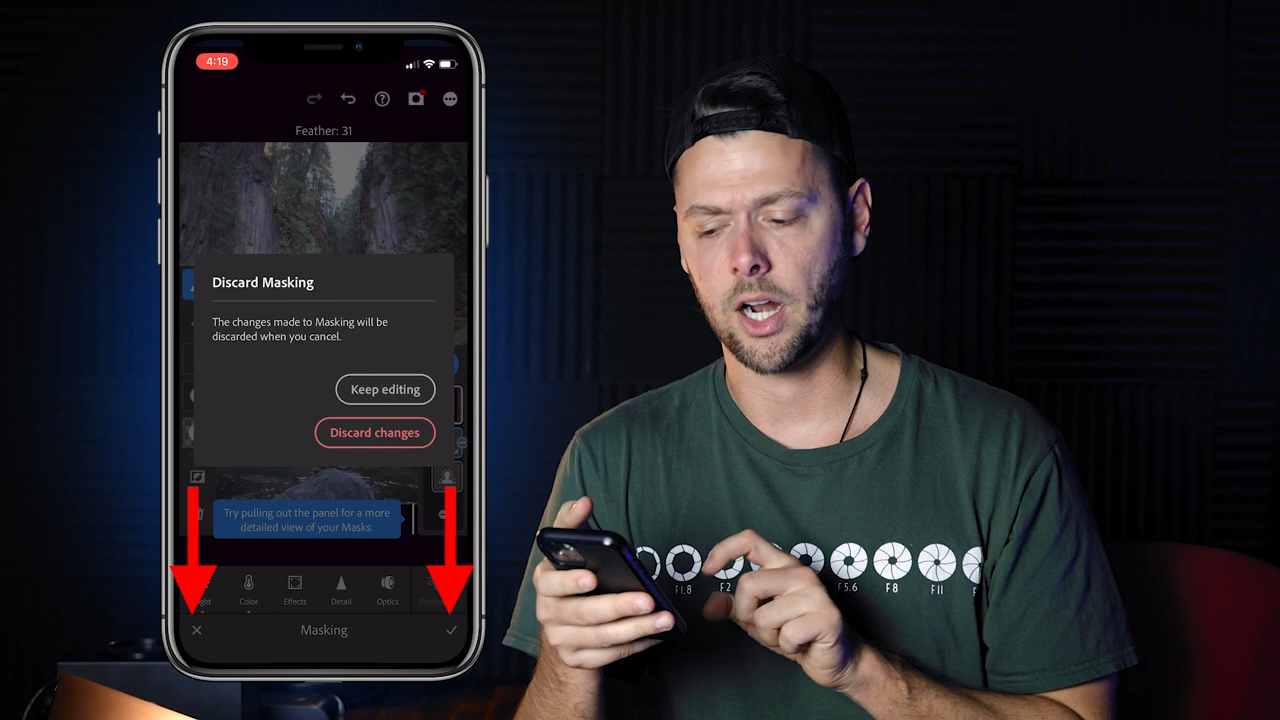 4:19
Feather: 31
Discard Masking
The changes made to Masking will be
discarded when you cancel.
Keep editing
Discard changes
Try pulling out the panel for a more
detailed view of your Masks.
Color
Effects
Detail
Optics
Masking
F1.8
F2
F5.6
F8
F11